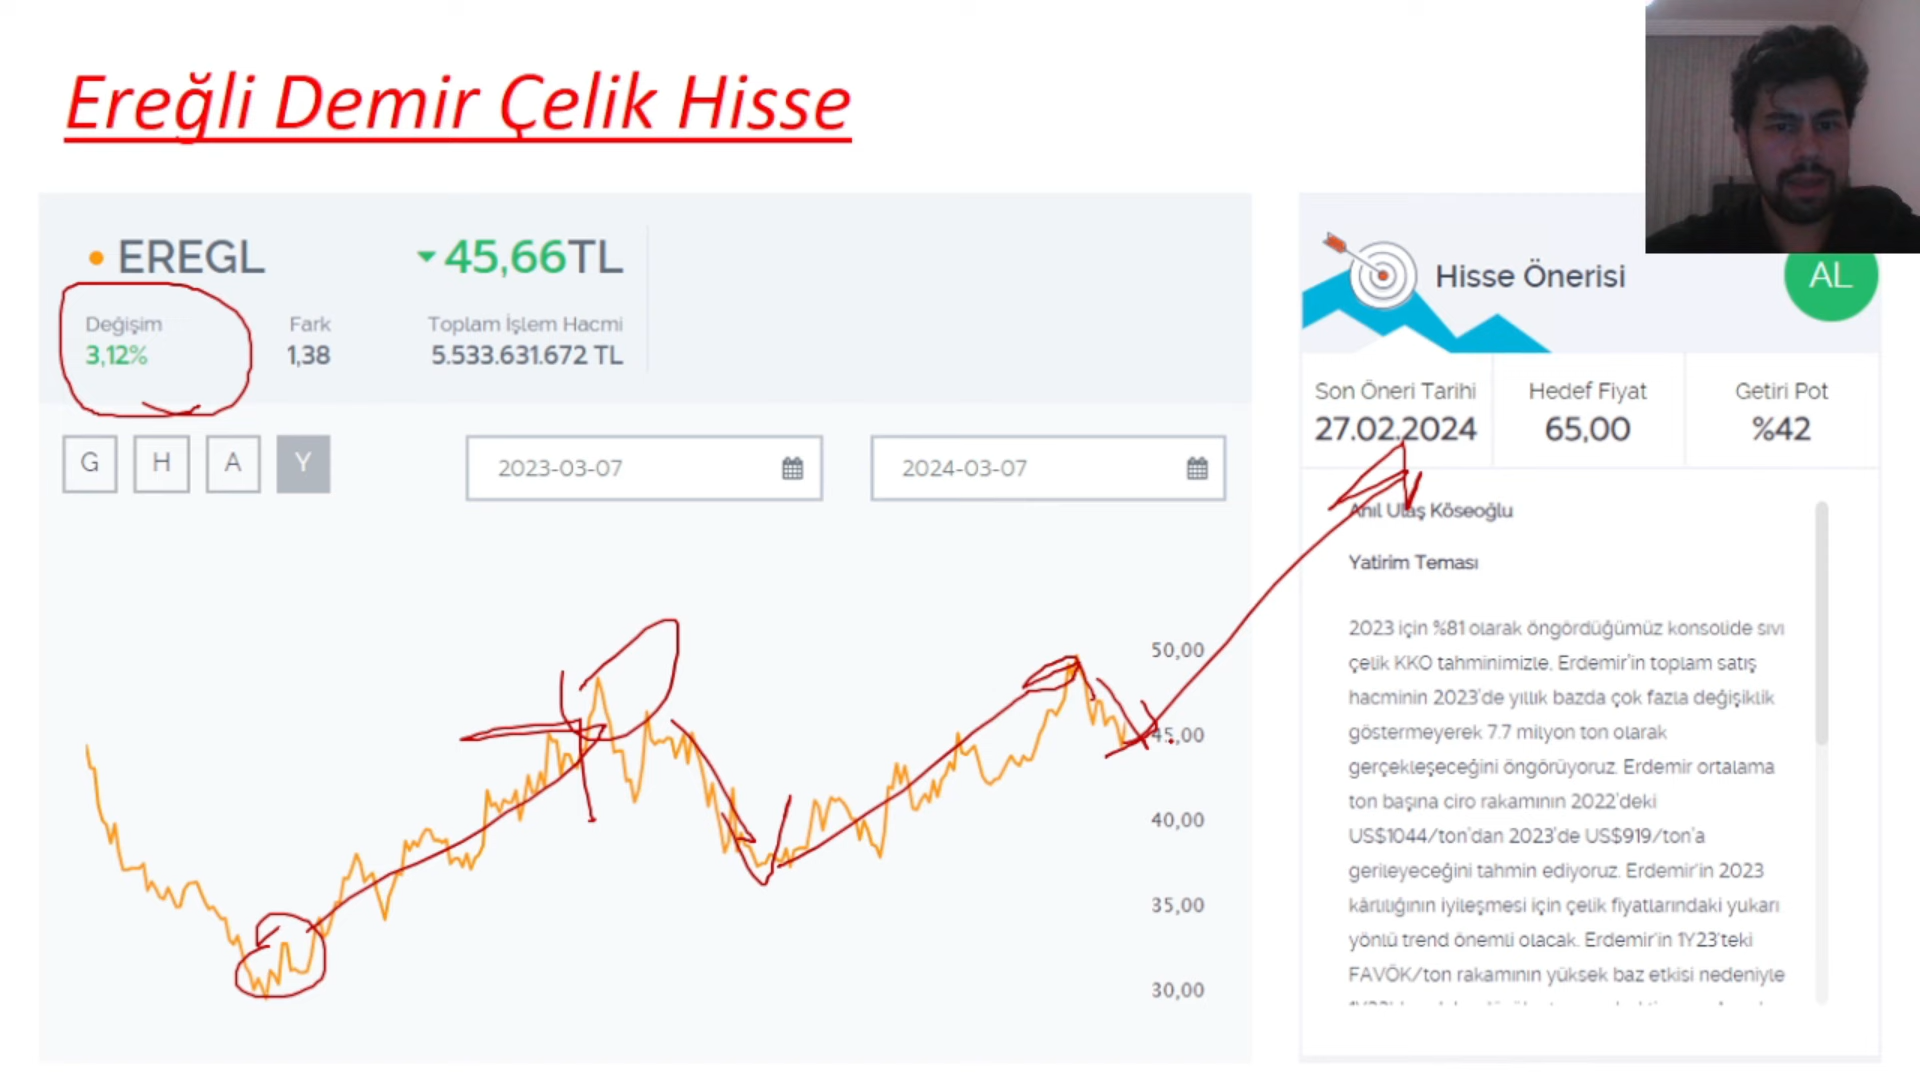 Ereğli Demir Çelik Hisse
EREGL
45,66TL
Değişim
3,12%
Fark
1,38
Toplam İşlem Hacmi
5.533.631.672 TL
G
H
A
Y
2023-03-07
2024-03-07
50,00
45,00
40,00
35,00
30,00
Hisse Önerisi
AL
Son Öneri Tarihi
27.02.2024
Hedef Fiyat
65,00
Getiri Pot
%42
Anıl Ulaş Köseoğlu
Yatirim Teması
2023 için %81 olarak öngördüğümüz konsolide sıvı
çelik KKO tahminimizle, Erdemir'in toplam satış
hacminin 2023'de yıllık bazda çok fazla değişiklik
göstermeyerek 7.7 milyon ton olarak
gerçekleşeceğini öngörüyoruz. Erdemir ortalama
ton başına ciro rakamının 2022'deki
US$1044/ton'dan 2023'de US$919/ton'a
gerileyeceğini tahmin ediyoruz. Erdemir'in 2023
kârlılığının iyileşmesi için çelik fiyatlarındaki yukarı
yönlü trend önemli olacak. Erdemir'in 1Y23'teki
FAVÖK/ton rakamının yüksek baz etkisi nedeniyle